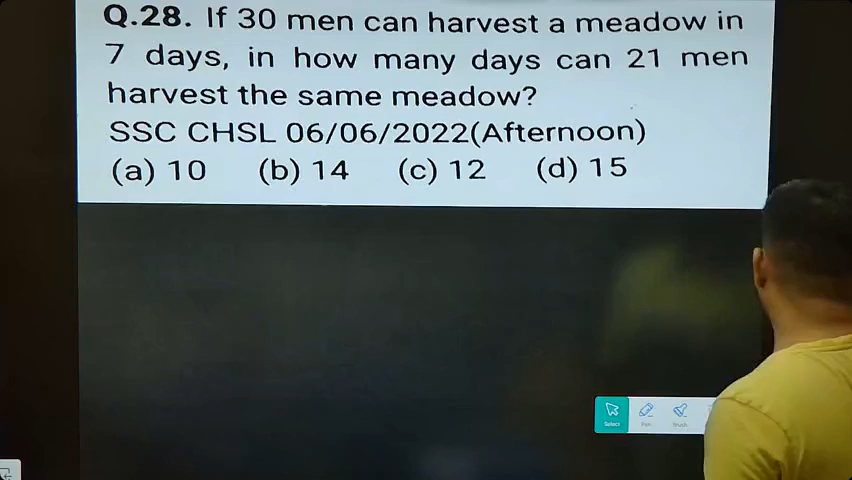 Q.28. If 30 men can harvest a meadow in
7 days, in how many days can 21 men
harvest the same meadow?
SSC CHSL 06/06/2022(Afternoon)
(a) 10 (b) 14 (c) 12 (d) 15
Select Pen Brush